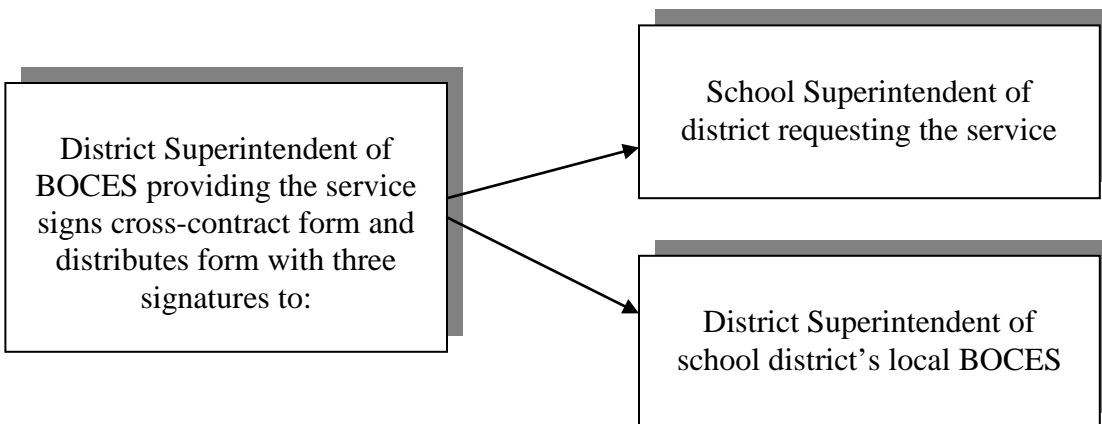 District Superintendent of
BOCES providing the service
signs cross-contract form and
distributes form with three
signatures to:
School Superintendent of
district requesting the service
District Superintendent of
school district’s local BOCES